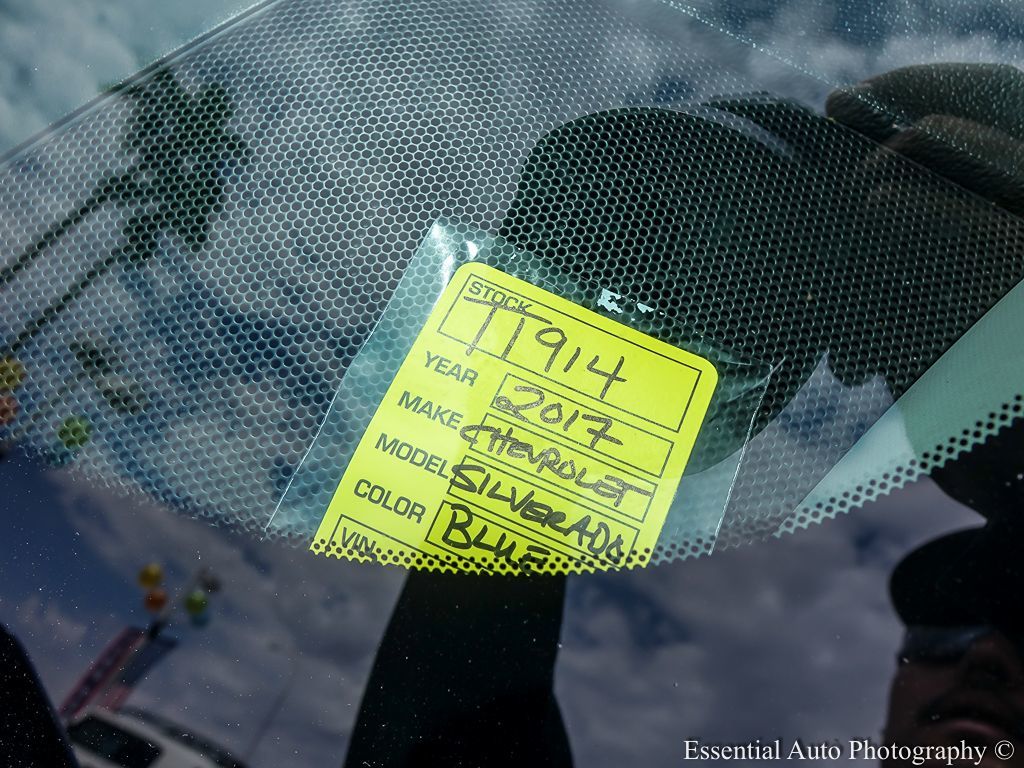 STOCK TT914
YEAR 2017
MAKE CHEVROLET
MODEL SILVERADO
COLOR BLUE
VIN
Essential Auto Photography ©